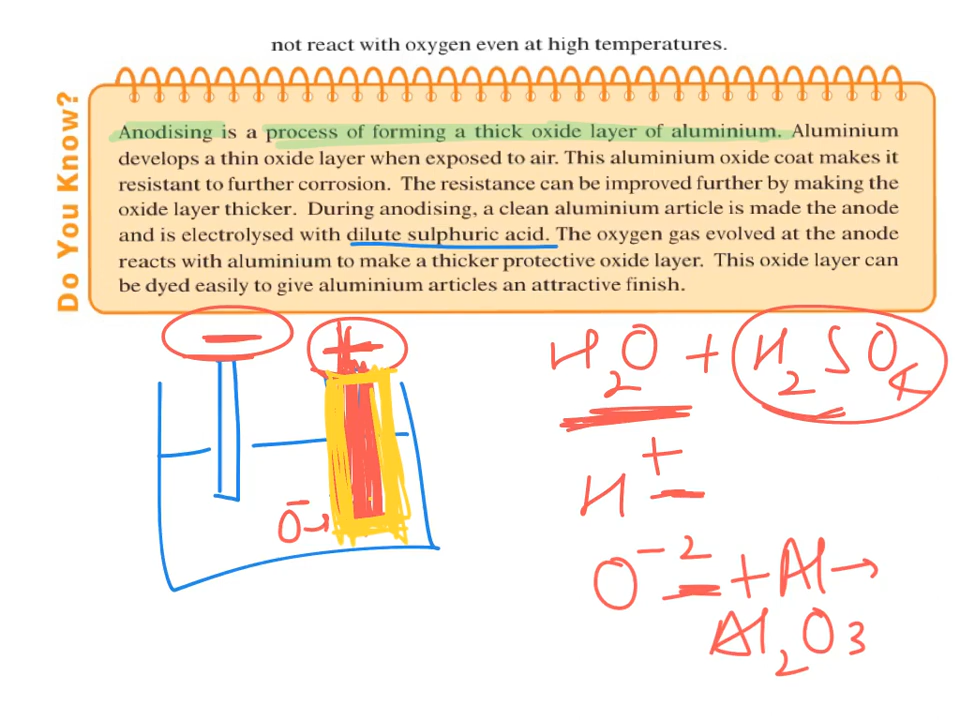 not react with oxygen even at high temperatures.
Do You Know?
Anodising is a process of forming a thick oxide layer of aluminium. Aluminium
develops a thin oxide layer when exposed to air. This aluminium oxide coat makes it
resistant to further corrosion. The resistance can be improved further by making the
oxide layer thicker. During anodising, a clean aluminium article is made the anode
and is electrolysed with dilute sulphuric acid. The oxygen gas evolved at the anode
reacts with aluminium to make a thicker protective oxide layer. This oxide layer can
be dyed easily to give aluminium articles an attractive finish.
− +
H₂O + H₂SO₄
H⁺
O⁻→
O⁻² + Al →
Al₂O₃